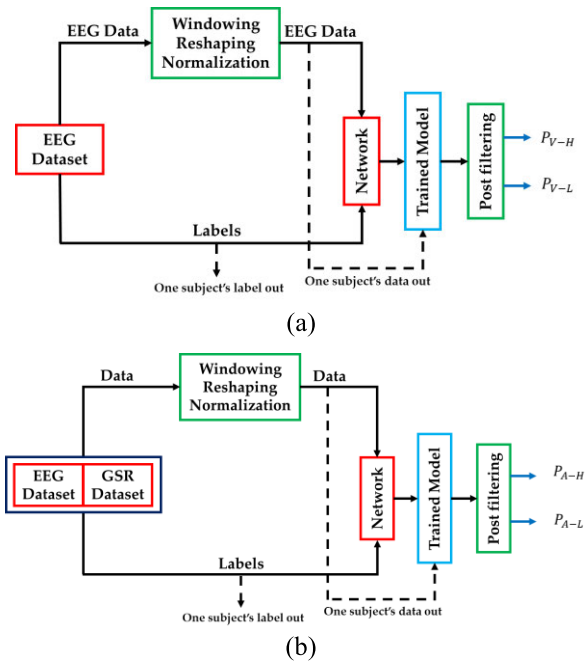 EEG Data
Windowing
Reshaping
Normalization
EEG Data
EEG
Dataset
Network
Trained Model
Post filtering
P_{V-H}
P_{V-L}
Labels
One subject's label out
One subject's data out
(a)
Data
Windowing
Reshaping
Normalization
Data
EEG
Dataset
GSR
Dataset
Network
Trained Model
Post filtering
P_{A-H}
P_{A-L}
Labels
One subject's label out
One subject's data out
(b)